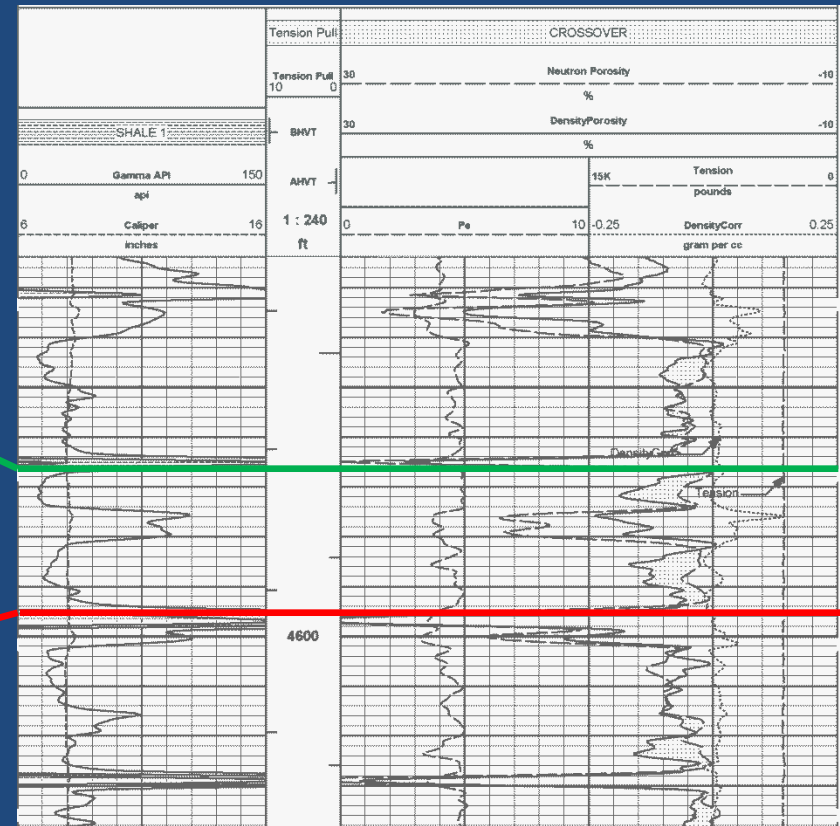 Tension Pull
CROSSOVER
Tension Pull
10 0
30 Neutron Porosity -10
%
30 DensityPorosity -10
%
SHALE 1
BHVT
0 Gamma API 150
api
AHVT
15K Tension 0
pounds
6 Caliper 16
inches
1 : 240
ft
0 Pe 10
-0.25 DensityCorr 0.25
gram per cc
DensityCorr
Tension
4600